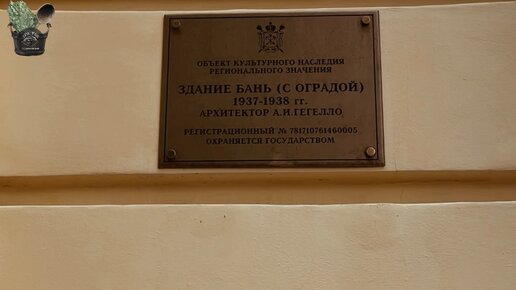 ОБЪЕКТ КУЛЬТУРНОГО НАСЛЕДИЯ
РЕГИОНАЛЬНОГО ЗНАЧЕНИЯ
ЗДАНИЕ БАНЬ (С ОГРАДОЙ)
1937-1938 гг.
АРХИТЕКТОР А.И.ГЕГЕЛЛО
РЕГИСТРАЦИОННЫЙ № 781710761460005
ОХРАНЯЕТСЯ ГОСУДАРСТВОМ